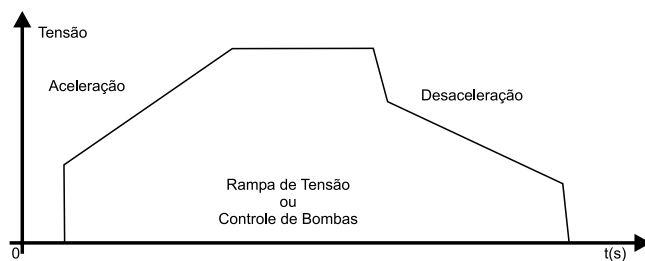 Tensão
Aceleração
Desaceleração
Rampa de Tensão
ou
Controle de Bombas
0
t(s)